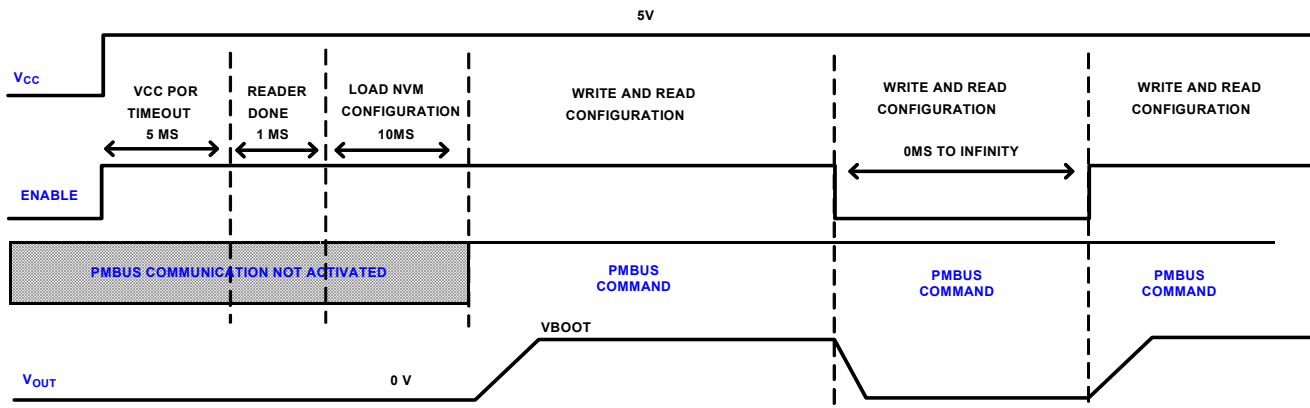 5V
VCC
VCC POR
TIMEOUT
5 MS
READER
DONE
1 MS
LOAD NVM
CONFIGURATION
10MS
WRITE AND READ
CONFIGURATION
WRITE AND READ
CONFIGURATION
WRITE AND READ
CONFIGURATION
0MS TO INFINITY
ENABLE
PMBUS COMMUNICATION NOT ACTIVATED
PMBUS
COMMAND
PMBUS
COMMAND
PMBUS
COMMAND
VBOOT
VOUT
0 V